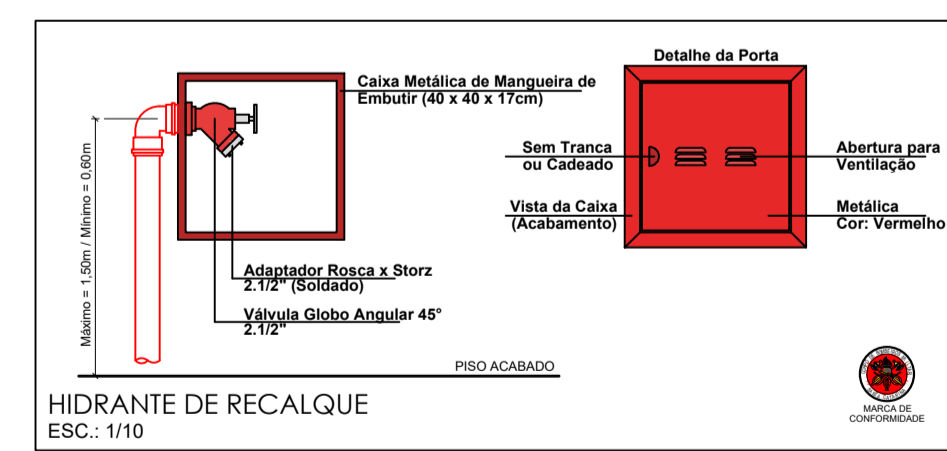 Detalhe da Porta
Caixa Metálica de Mangueira de
Embutir (40 x 40 x 17cm)
Sem Tranca
ou Cadeado
Abertura para
Ventilação
Vista da Caixa
(Acabamento)
Metálica
Cor: Vermelho
Máximo = 1,50m / Mínimo = 0,60m
Adaptador Rosca x Storz
2.1/2" (Soldado)
Válvula Globo Angular 45°
2.1/2"
PISO ACABADO
HIDRANTE DE RECALQUE
ESC.: 1/10
MARCA DE
CONFORMIDADE